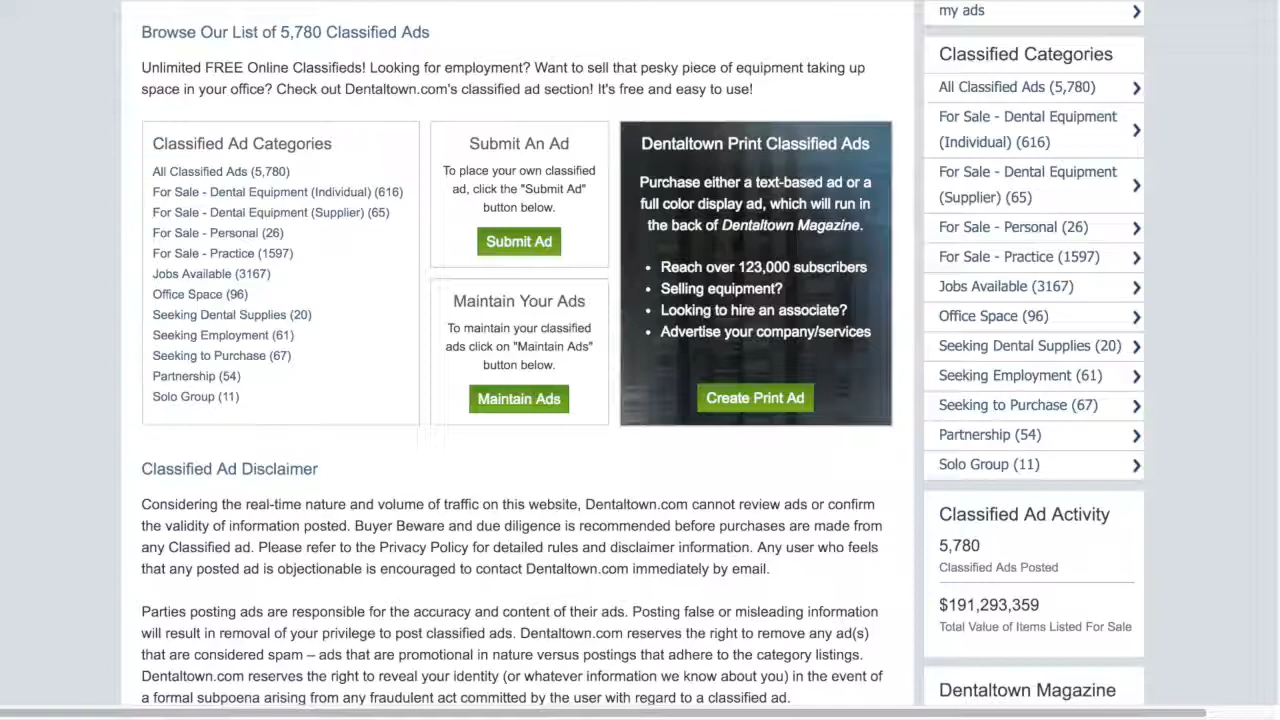 Browse Our List of 5,780 Classified Ads
Unlimited FREE Online Classifieds! Looking for employment? Want to sell that pesky piece of equipment taking up
space in your office? Check out Dentaltown.com's classified ad section! It's free and easy to use!
Classified Ad Categories
All Classified Ads (5,780)
For Sale - Dental Equipment (Individual) (616)
For Sale - Dental Equipment (Supplier) (65)
For Sale - Personal (26)
For Sale - Practice (1597)
Jobs Available (3167)
Office Space (96)
Seeking Dental Supplies (20)
Seeking Employment (61)
Seeking to Purchase (67)
Partnership (54)
Solo Group (11)
Submit An Ad
To place your own classified
ad, click the "Submit Ad"
button below.
Submit Ad
Maintain Your Ads
To maintain your classified
ads click on "Maintain Ads"
button below.
Maintain Ads
Dentaltown Print Classified Ads
Purchase either a text-based ad or a
full color display ad, which will run in
the back of Dentaltown Magazine.
• Reach over 123,000 subscribers
• Selling equipment?
• Looking to hire an associate?
• Advertise your company/services
Create Print Ad
Classified Ad Disclaimer
Considering the real-time nature and volume of traffic on this website, Dentaltown.com cannot review ads or confirm
the validity of information posted. Buyer Beware and due diligence is recommended before purchases are made from
any Classified ad. Please refer to the Privacy Policy for detailed rules and disclaimer information. Any user who feels
that any posted ad is objectionable is encouraged to contact Dentaltown.com immediately by email.
Parties posting ads are responsible for the accuracy and content of their ads. Posting false or misleading information
will result in removal of your privilege to post classified ads. Dentaltown.com reserves the right to remove any ad(s)
that are considered spam – ads that are promotional in nature versus postings that adhere to the category listings.
Dentaltown.com reserves the right to reveal your identity (or whatever information we know about you) in the event of
a formal subpoena arising from any fraudulent act committed by the user with regard to a classified ad.
my ads
Classified Categories
All Classified Ads (5,780)
For Sale - Dental Equipment
(Individual) (616)
For Sale - Dental Equipment
(Supplier) (65)
For Sale - Personal (26)
For Sale - Practice (1597)
Jobs Available (3167)
Office Space (96)
Seeking Dental Supplies (20)
Seeking Employment (61)
Seeking to Purchase (67)
Partnership (54)
Solo Group (11)
Classified Ad Activity
5,780
Classified Ads Posted
$191,293,359
Total Value of Items Listed For Sale
Dentaltown Magazine